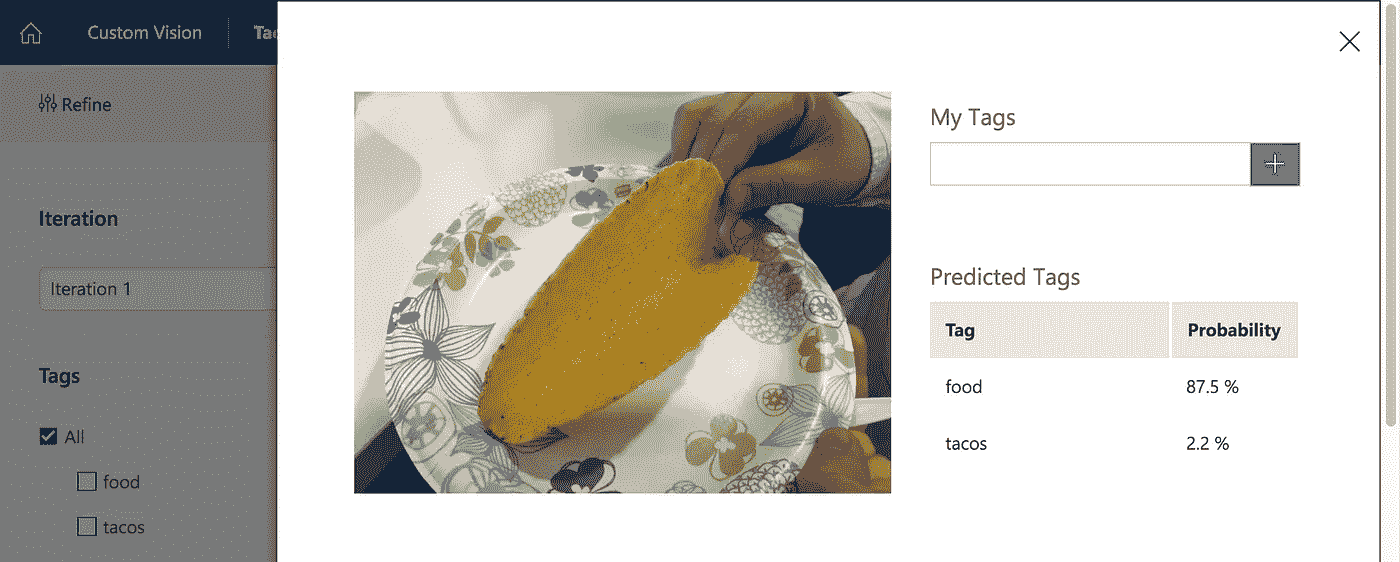 Custom Vision
Refine
Iteration
Iteration 1
Tags
All
food
tacos
My Tags
Predicted Tags
Tag Probability
food 87.5 %
tacos 2.2 %